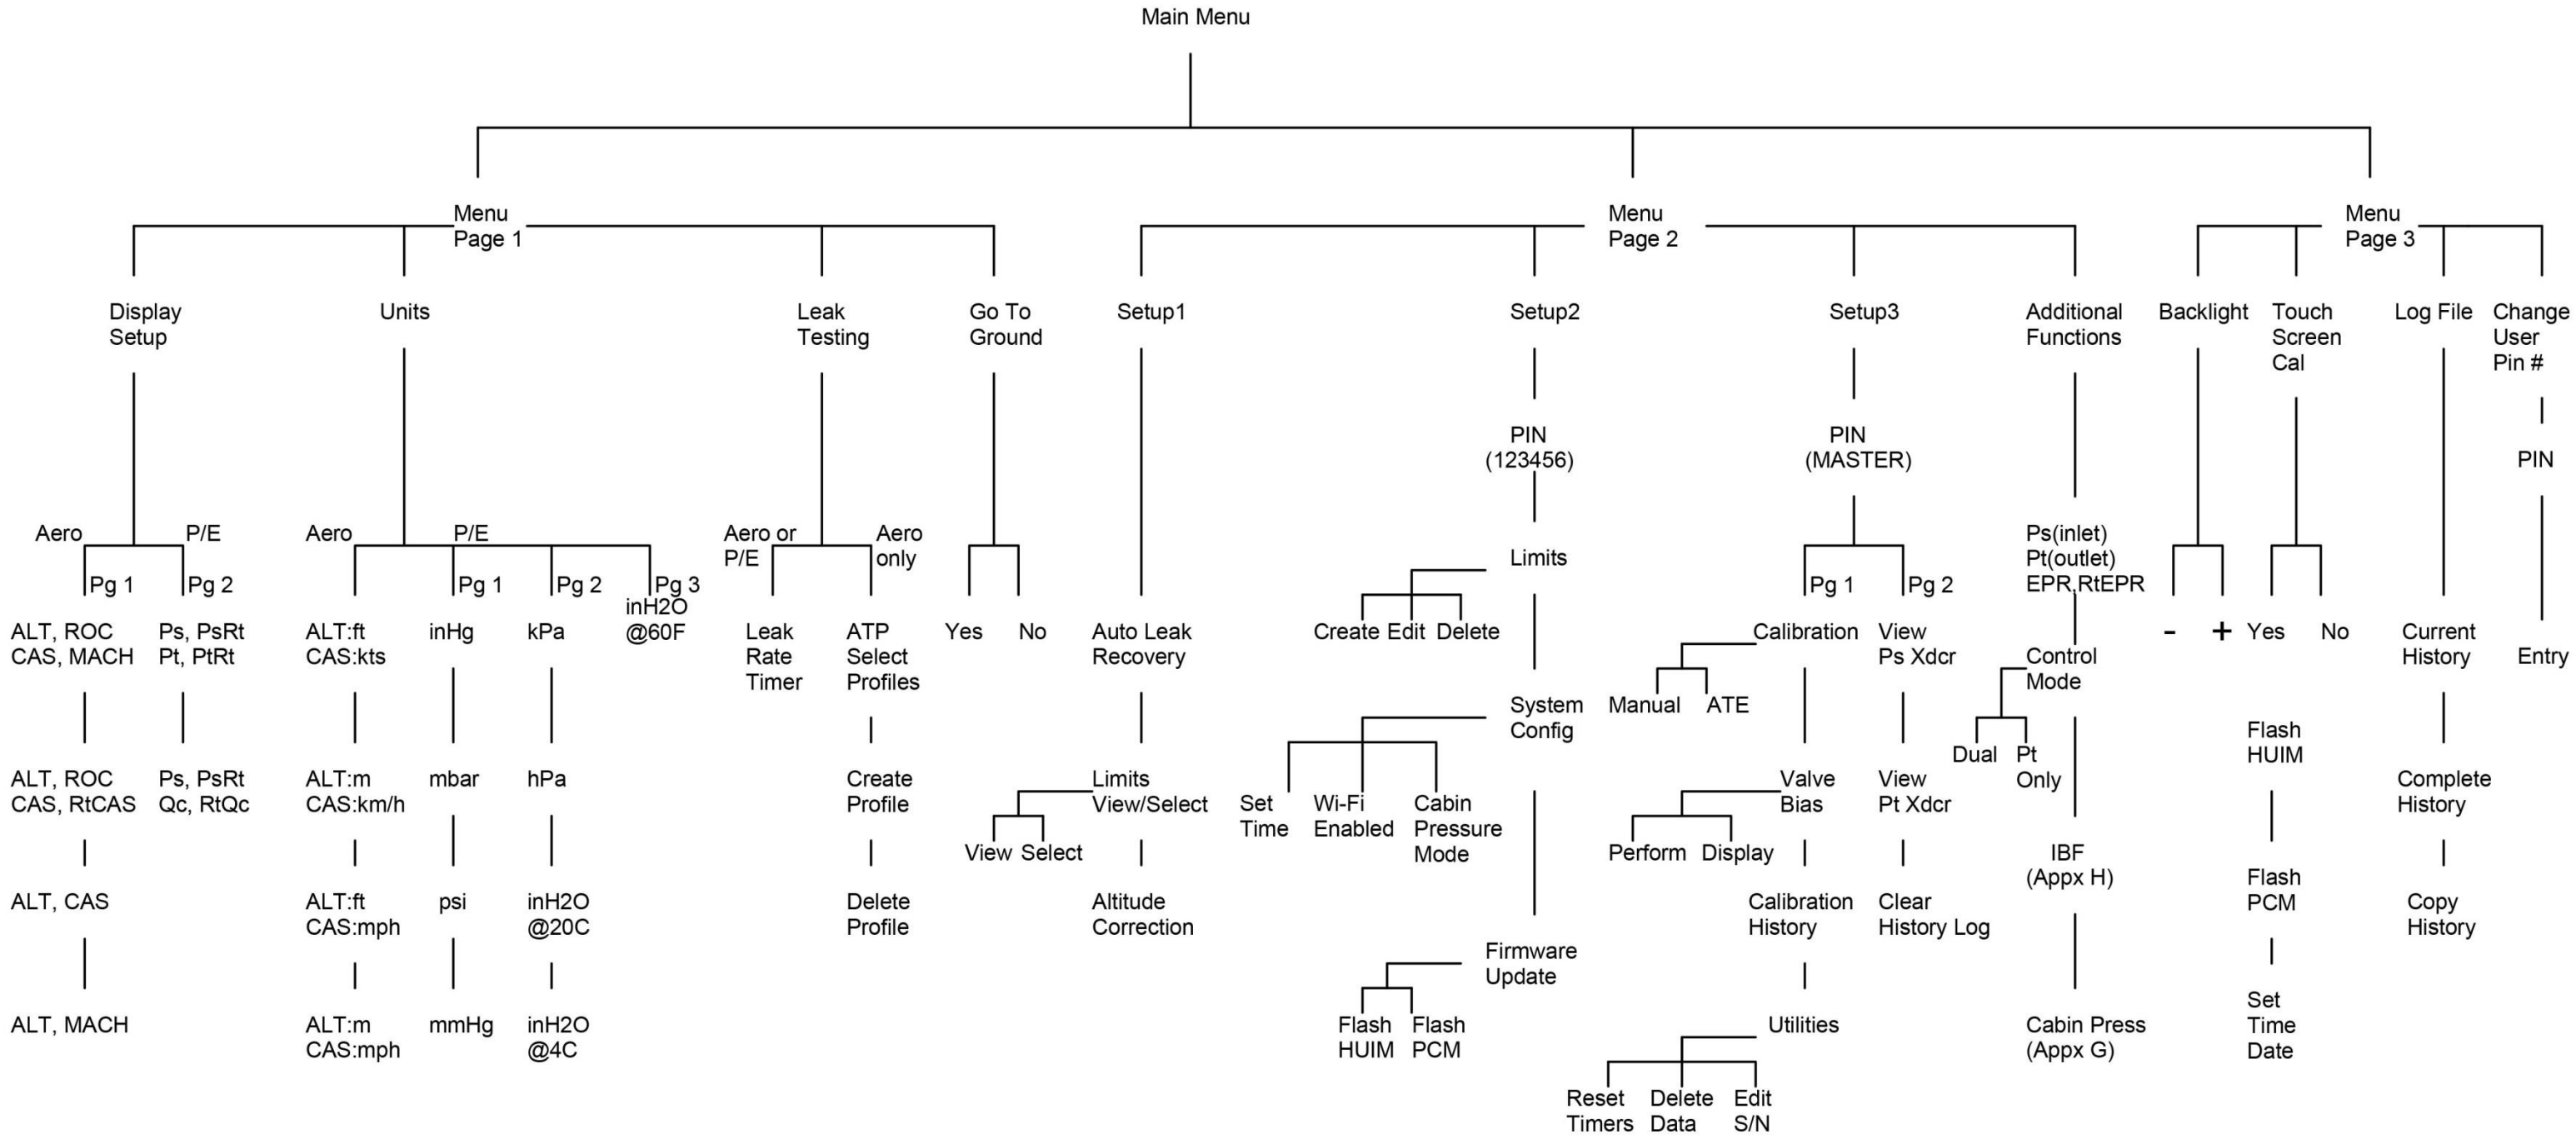 Main Menu
Menu
Page 1
Menu
Page 2
Menu
Page 3
Display
Setup
Units
Leak
Testing
Go To
Ground
Setup1
Setup2
Setup3
Additional
Functions
Backlight
Touch
Screen
Cal
Log File
Change
User
Pin #
PIN
(123456)
PIN
(MASTER)
PIN
Aero
P/E
Pg 1
Pg 2
Aero
P/E
Pg 1
Pg 2
Pg 3
Aero or
P/E
Aero
only
Limits
Create Edit Delete
Pg 1
Pg 2
Ps(inlet)
Pt(outlet)
EPR,RtEPR
ALT, ROC
CAS, MACH
Ps, PsRt
Pt, PtRt
ALT:ft
CAS:kts
inHg
kPa
inH2O
@60F
Leak
Rate
Timer
ATP
Select
Profiles
Yes
No
Auto Leak
Recovery
Calibration
Manual
ATE
View
Ps Xdcr
Control
Mode
Dual
Pt
Only
-
+
Yes
No
Current
History
Entry
System
Config
Set
Time
Wi-Fi
Enabled
Cabin
Pressure
Mode
Flash
HUIM
ALT, ROC
CAS, RtCAS
Ps, PsRt
Qc, RtQc
ALT:m
CAS:km/h
mbar
hPa
Create
Profile
Limits
View/Select
View Select
Valve
Bias
Perform
Display
View
Pt Xdcr
IBF
(Appx H)
Flash
PCM
Complete
History
ALT, CAS
ALT:ft
CAS:mph
psi
inH2O
@20C
Delete
Profile
Altitude
Correction
Firmware
Update
Flash
HUIM
Flash
PCM
Calibration
History
Clear
History Log
Copy
History
ALT, MACH
ALT:m
CAS:mph
mmHg
inH2O
@4C
Utilities
Reset
Timers
Delete
Data
Edit
S/N
Cabin Press
(Appx G)
Set
Time
Date